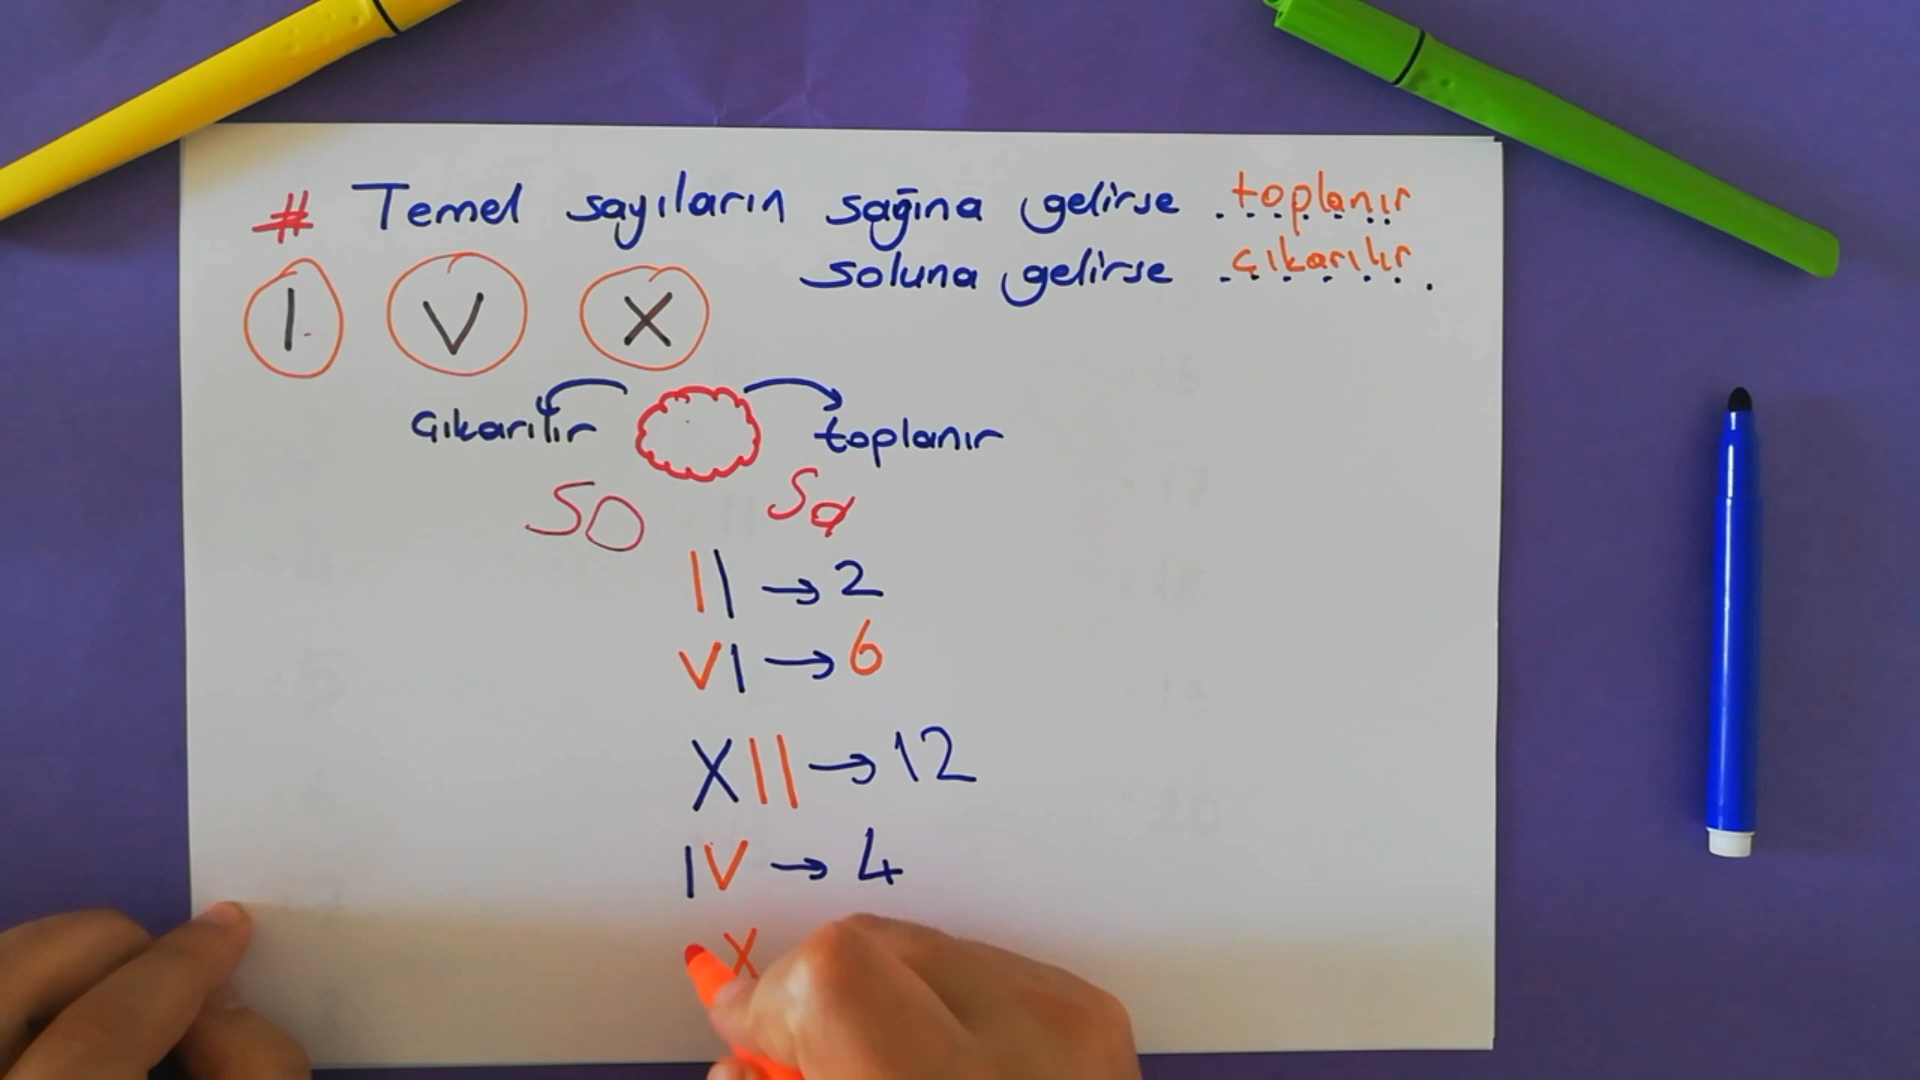 # Temel sayıların sağına gelirse toplanır
soluna gelirse çıkarılır.
I V X
Çıkarılır toplanır
So Sa
II → 2
VI → 6
XII → 12
IV → 4
X